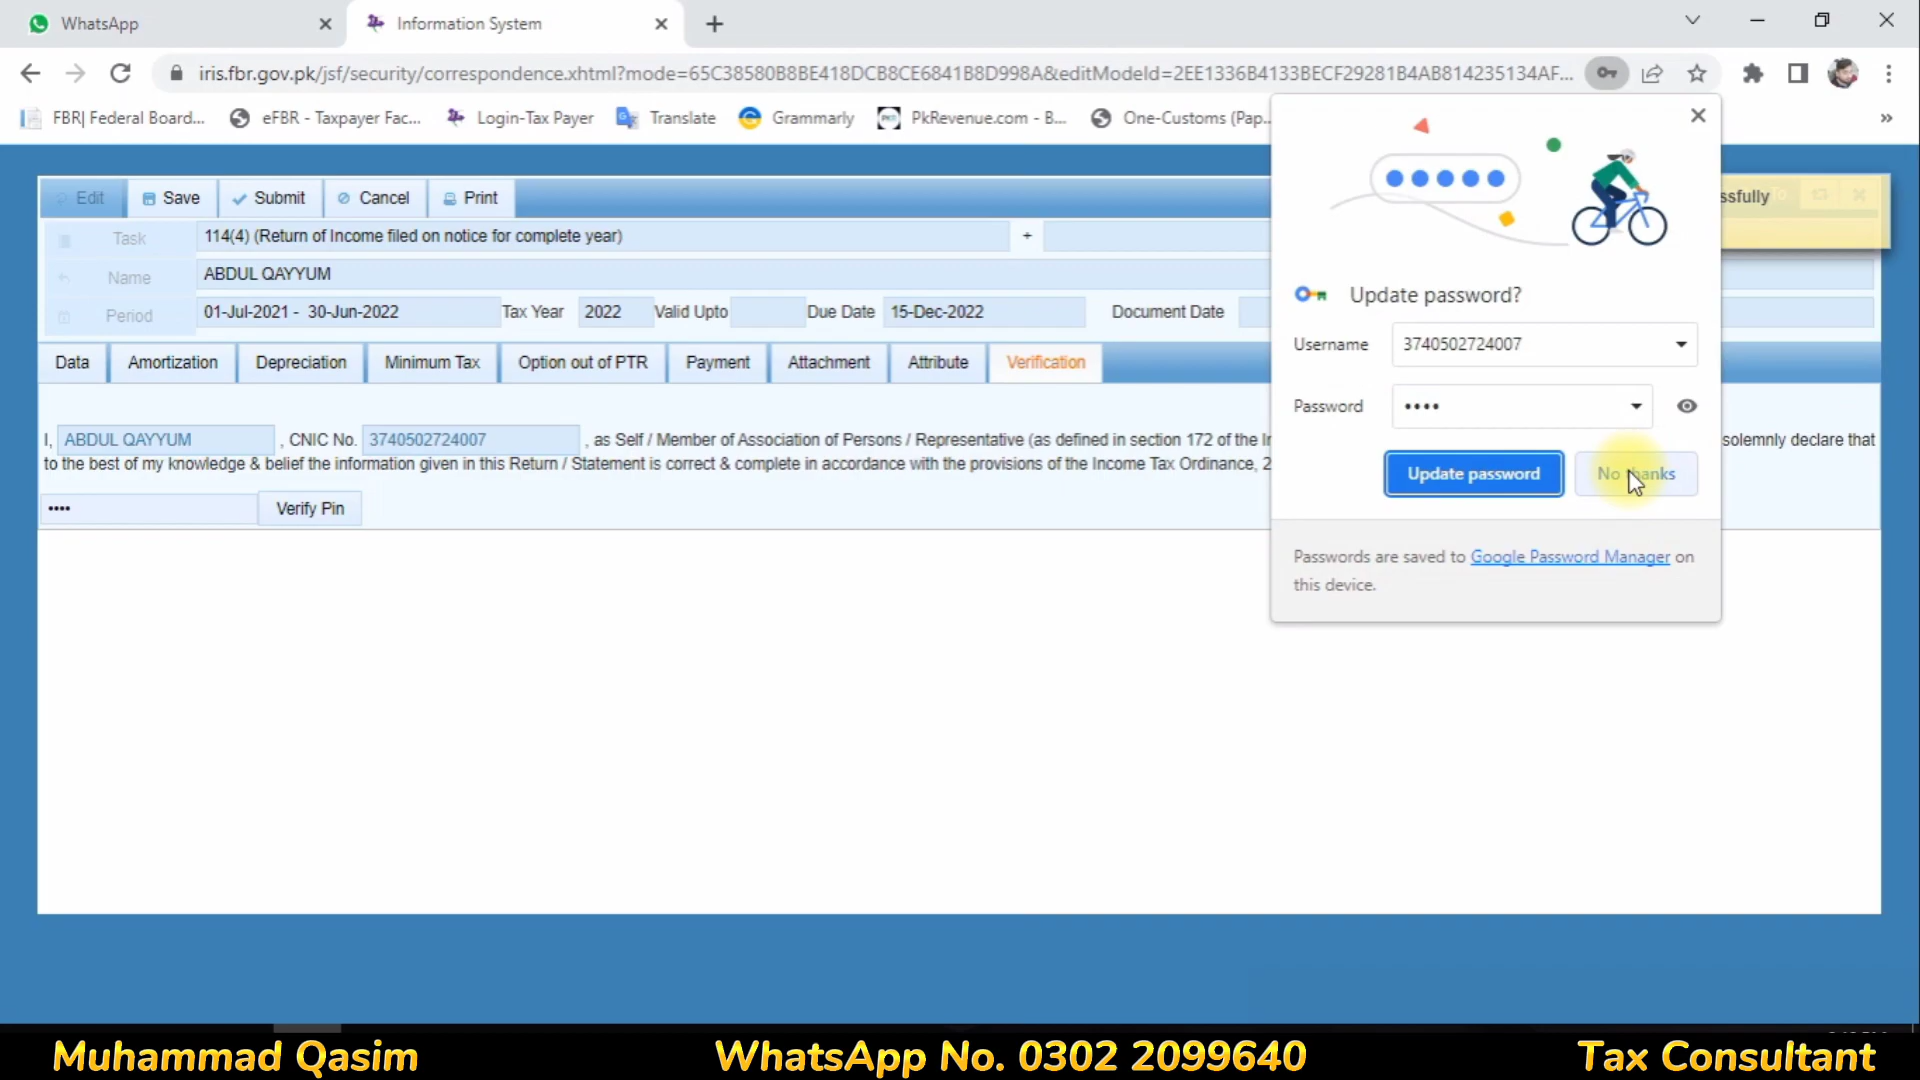 WhatsApp
Information System
iris.fbr.gov.pk/jsf/security/correspondence.xhtml?mode=65C38580B8BE418DCB8CE6841B8D998A&editModeId=2EE1336B4133BECF29281B4AB814235134AF...
FBR| Federal Board...
eFBR - Taxpayer Fac...
Login-Tax Payer
Translate
Grammarly
PkRevenue.com - B...
One-Customs (Pap...
»
Edit
Save
Submit
Cancel
Print
ssfully
Task
114(4) (Return of Income filed on notice for complete year)
+
Name
ABDUL QAYYUM
Period
01-Jul-2021 - 30-Jun-2022
Tax Year
2022
Valid Upto
Due Date
15-Dec-2022
Document Date
Data
Amortization
Depreciation
Minimum Tax
Option out of PTR
Payment
Attachment
Attribute
Verification
I, ABDUL QAYYUM , CNIC No. 3740502724007 , as Self / Member of Association of Persons / Representative (as defined in section 172 of the In
solemnly declare that
to the best of my knowledge & belief the information given in this Return / Statement is correct & complete in accordance with the provisions of the Income Tax Ordinance, 2
••••
Verify Pin
Update password?
Username
3740502724007
Password
••••
Update password
No thanks
Passwords are saved to Google Password Manager on
this device.
Muhammad Qasim
WhatsApp No. 0302 2099640
Tax Consultant